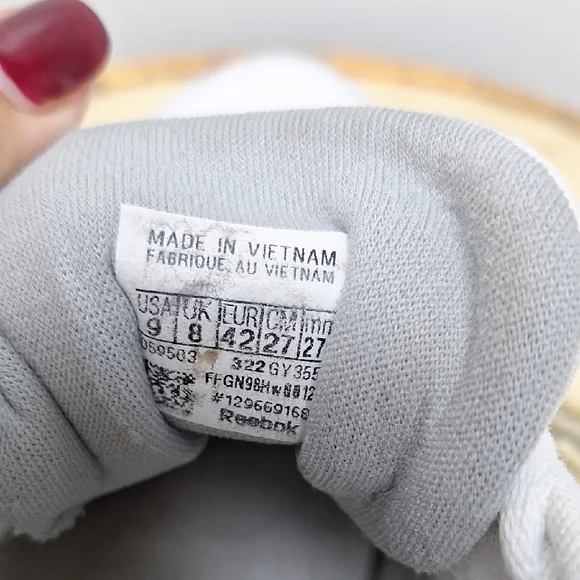 MADE IN VIETNAM
FABRIQUE AU VIETNAM
USA UK EUR CM mm
9 8 42 27 27
059503 322 GY355
#129669168
Reebok